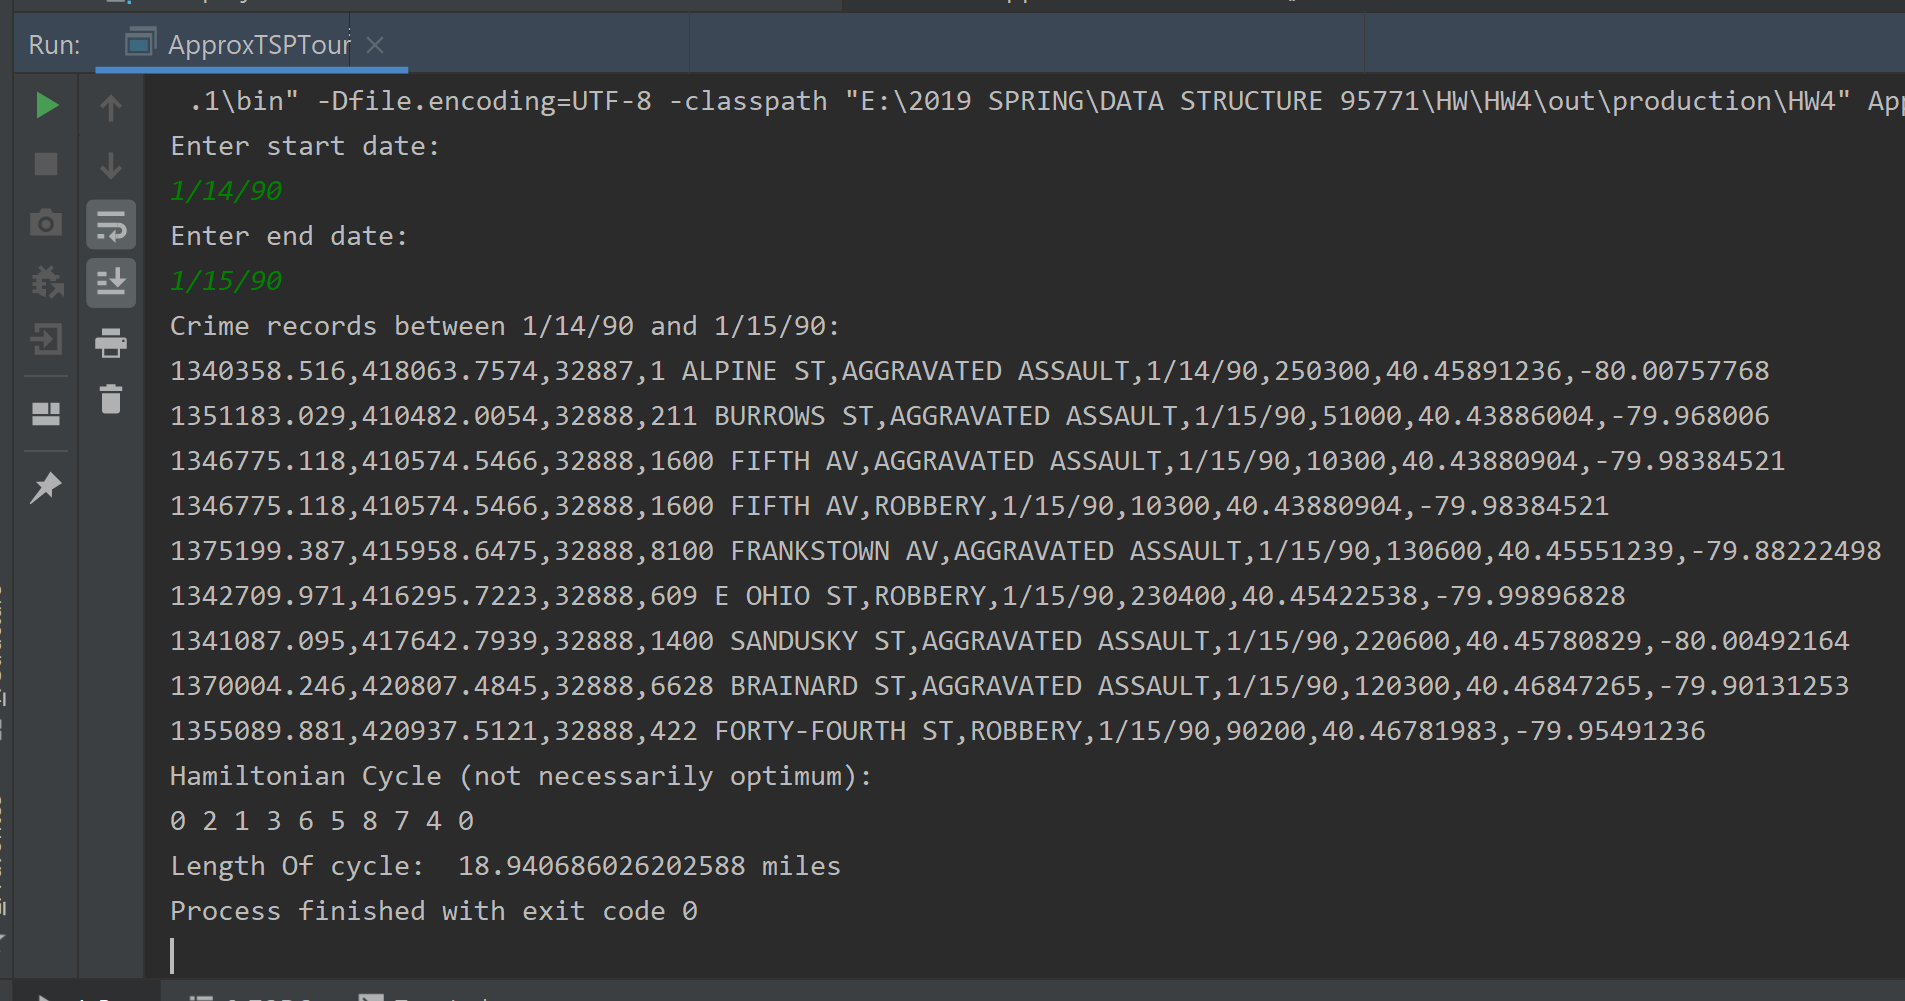 Run: ApproxTSPTour
.1\bin" -Dfile.encoding=UTF-8 -classpath "E:\2019 SPRING\DATA STRUCTURE 95771\HW\HW4\out\production\HW4"
Enter start date:
1/14/90
Enter end date:
1/15/90
Crime records between 1/14/90 and 1/15/90:
1340358.516,418063.7574,32887,1 ALPINE ST,AGGRAVATED ASSAULT,1/14/90,250300,40.45891236,-80.00757768
1351183.029,410482.0054,32888,211 BURROWS ST,AGGRAVATED ASSAULT,1/15/90,51000,40.43886004,-79.968006
1346775.118,410574.5466,32888,1600 FIFTH AV,AGGRAVATED ASSAULT,1/15/90,10300,40.43880904,-79.98384521
1346775.118,410574.5466,32888,1600 FIFTH AV,ROBBERY,1/15/90,10300,40.43880904,-79.98384521
1375199.387,415958.6475,32888,8100 FRANKSTOWN AV,AGGRAVATED ASSAULT,1/15/90,130600,40.45551239,-79.88222498
1342709.971,416295.7223,32888,609 E OHIO ST,ROBBERY,1/15/90,230400,40.45422538,-79.99896828
1341087.095,417642.7939,32888,1400 SANDUSKY ST,AGGRAVATED ASSAULT,1/15/90,220600,40.45780829,-80.00492164
1370004.246,420807.4845,32888,6628 BRAINARD ST,AGGRAVATED ASSAULT,1/15/90,120300,40.46847265,-79.90131253
1355089.881,420937.5121,32888,422 FORTY-FOURTH ST,ROBBERY,1/15/90,90200,40.46781983,-79.95491236
Hamiltonian Cycle (not necessarily optimum):
0 2 1 3 6 5 8 7 4 0
Length Of cycle:  18.940686026202588 miles
Process finished with exit code 0